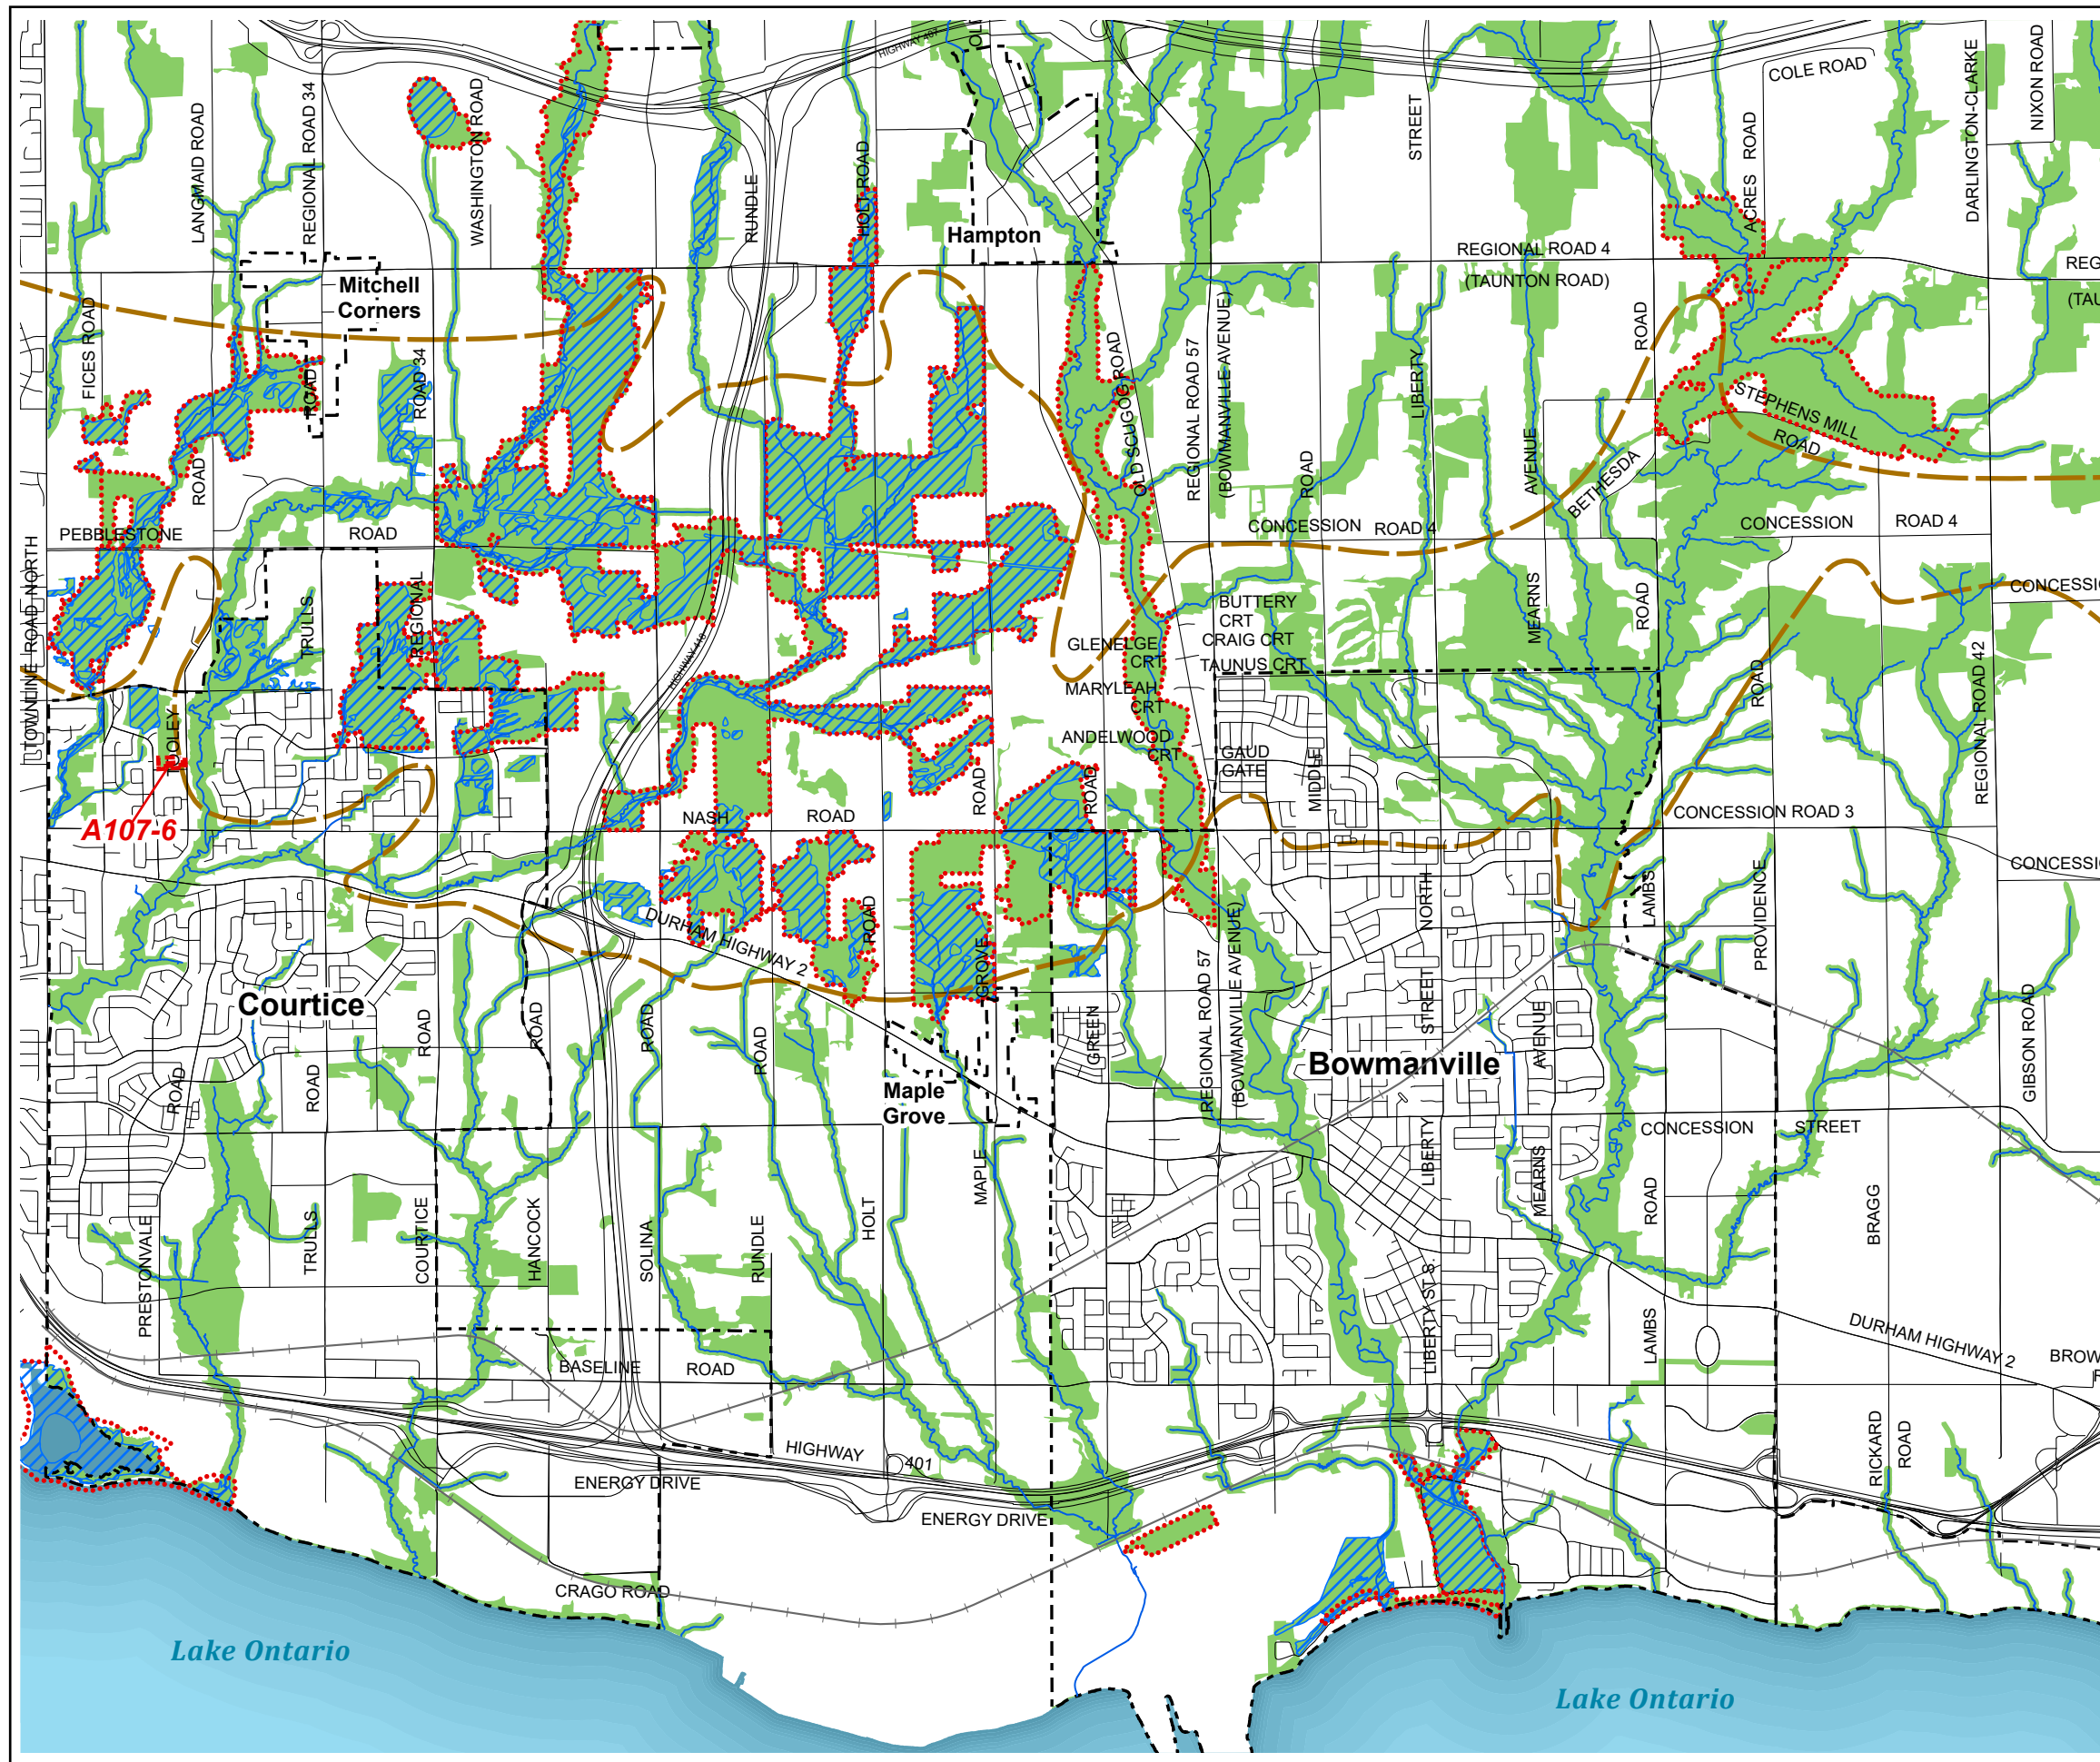 HIGHWAY 407
COLE ROAD
LANGMAID ROAD
REGIONAL ROAD 34
WASHINGTON ROAD
RUNDLE
HOLT ROAD
STREET
ACRES ROAD
DARLINGTON-CLARKE
NIXON ROAD
Hampton
REGIONAL ROAD 4
(TAUNTON ROAD)
REG
(TAU
Mitchell
Corners
FICES ROAD
ROAD
ROAD 34
OLD SCUGOG ROAD
REGIONAL ROAD 57
(BOWMANVILLE AVENUE)
LIBERTY
ROAD
STEPHENS MILL
ROAD
ROAD
ROAD
AVENUE
BETHESDA
PEBBLESTONE
ROAD
CONCESSION
ROAD 4
CONCESSION
ROAD 4
TOWNLINE ROAD NORTH
TRULLS
REGIONAL
HIGHWAY 418
BUTTERY
CRT
CRAIG CRT
GLENELGE
CRT
TAUNUS CRT
MARYLEAH
CRT
ANDELWOOD
CRT
GAUD
GATE
MEARNS
ROAD
CONCESSI
ROAD
REGIONAL ROAD 42
TOOLEY
A107-6
NASH
ROAD
ROAD
ROAD
MIDDLE
CONCESSION ROAD 3
CONCESSI
DURHAM HIGHWAY 2
ROAD
GROVE
REGIONAL ROAD 57
(BOWMANVILLE AVENUE)
NORTH
STREET
LAMBS
PROVIDENCE
Courtice
ROAD
ROAD
ROAD
ROAD
ROAD
ROAD
GREEN
Maple
Grove
Bowmanville
AVENUE
GIBSON ROAD
CONCESSION
STREET
PRESTONVALE
TRULLS
COURTICE
HANCOCK
SOLINA
RUNDLE
HOLT
MAPLE
LIBERTY
MEARNS
ROAD
BRAGG
LIBERTY ST S
LAMBS
DURHAM HIGHWAY 2
BROW
BASELINE
ROAD
HIGHWAY
401
ENERGY DRIVE
ENERGY DRIVE
RICKARD
ROAD
CRAGO ROAD
Lake Ontario
Lake Ontario